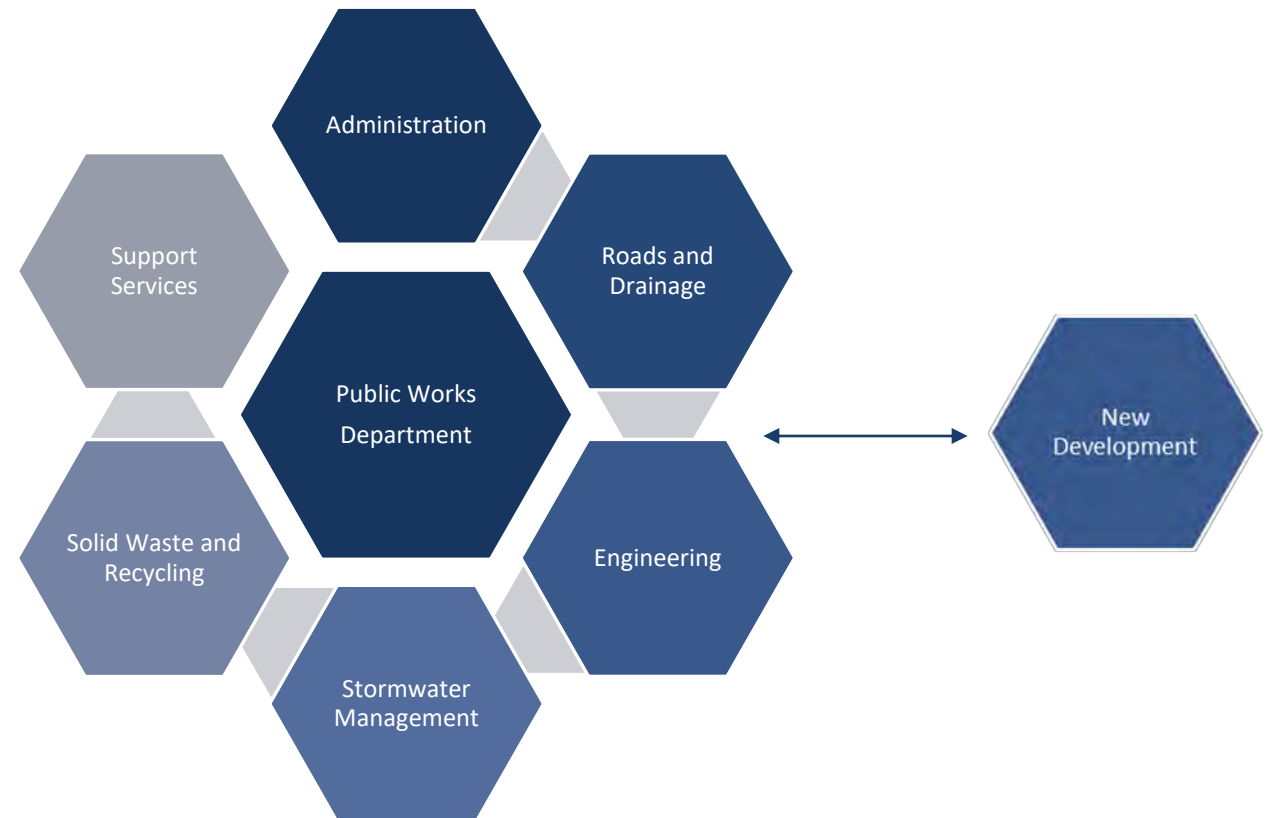 Administration
Support
Services
Roads and
Drainage
Public Works
Department
New
Development
Solid Waste and
Recycling
Engineering
Stormwater
Management